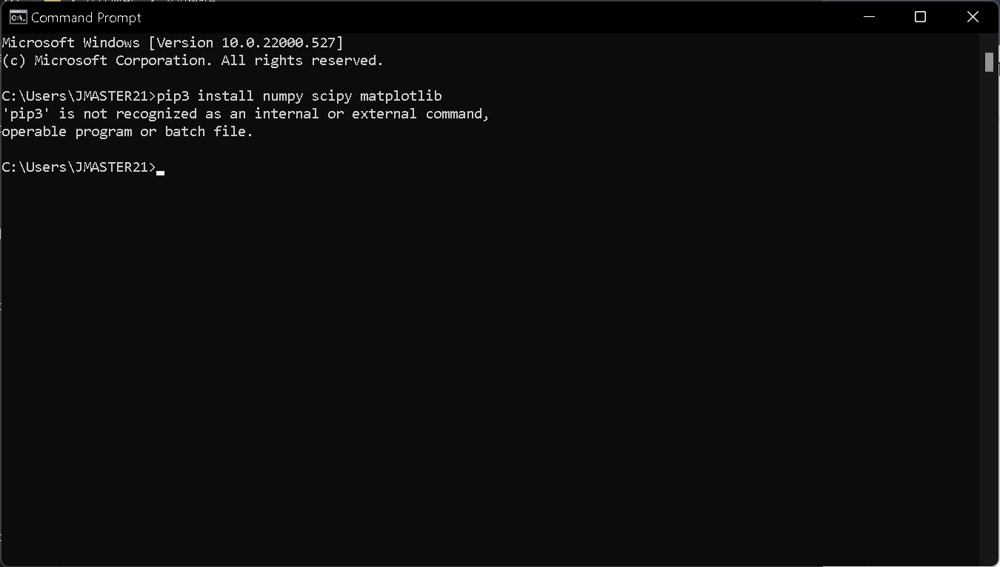 Command Prompt
Microsoft Windows [Version 10.0.22000.527]
(c) Microsoft Corporation. All rights reserved.
C:\Users\JMASTER21>pip3 install numpy scipy matplotlib
'pip3' is not recognized as an internal or external command,
operable program or batch file.
C:\Users\JMASTER21>